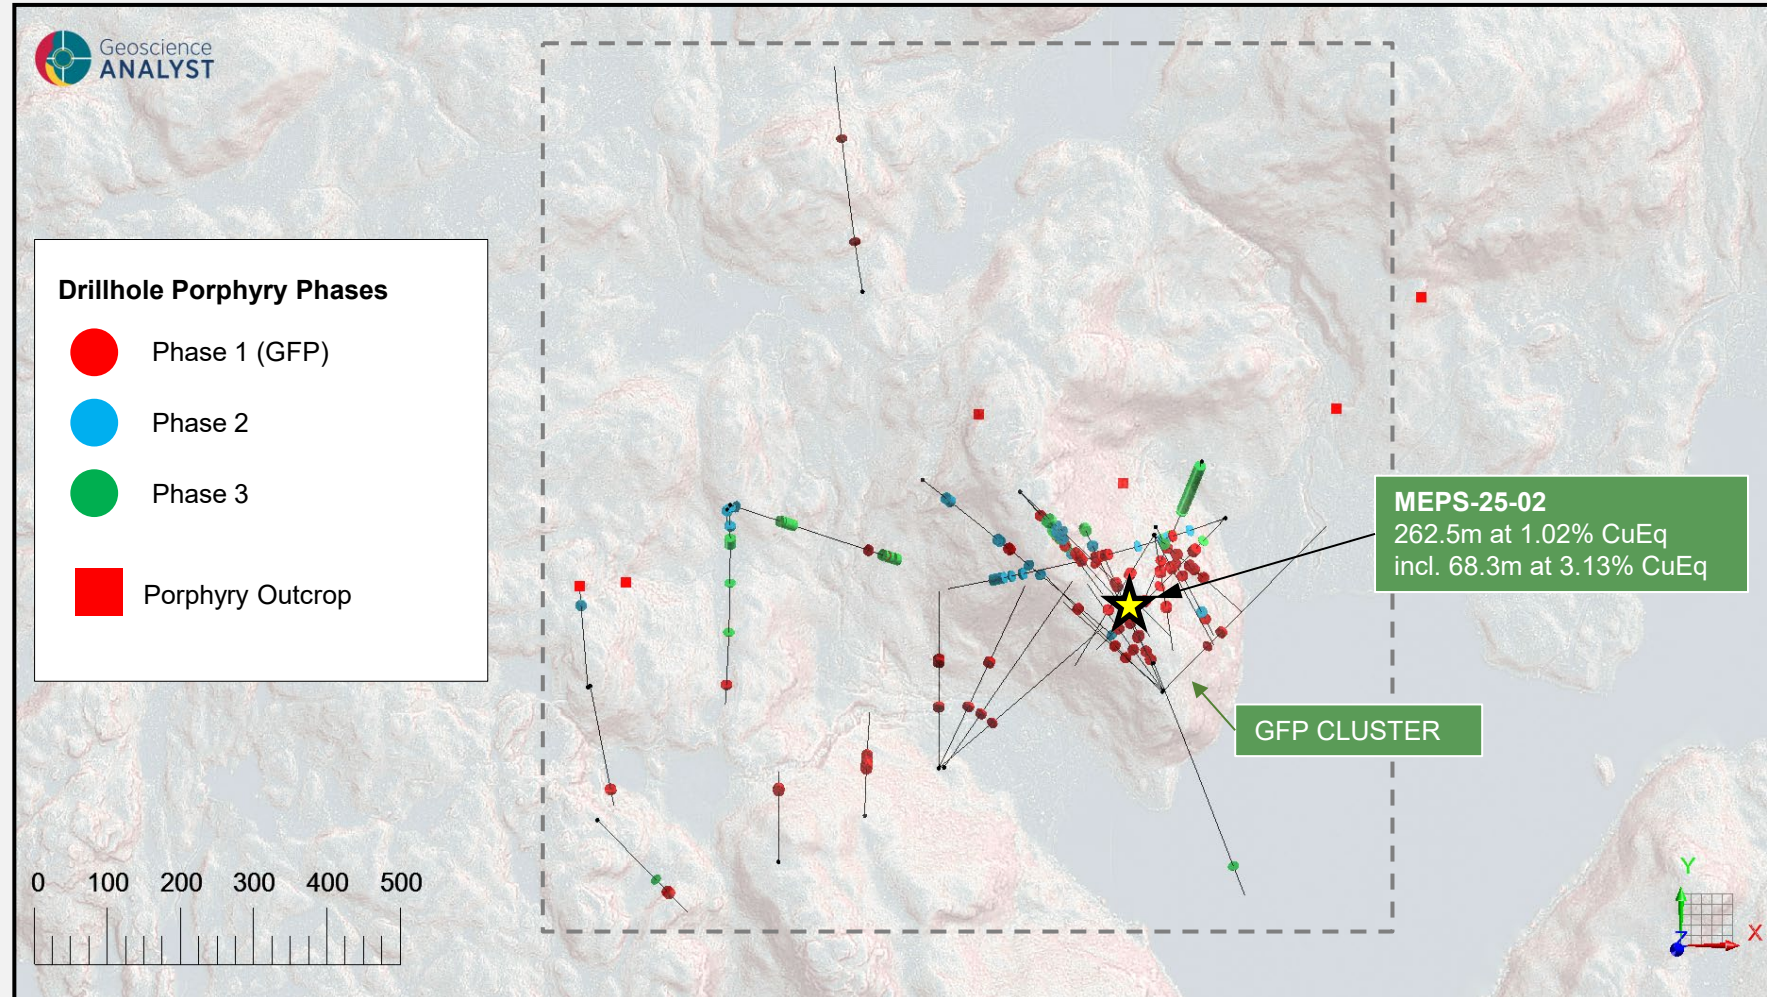 Geoscience
ANALYST
Drillhole Porphyry Phases
Phase 1 (GFP)
Phase 2
Phase 3
Porphyry Outcrop
MEPS-25-02
262.5m at 1.02% CuEq
incl. 68.3m at 3.13% CuEq
GFP CLUSTER
0 100 200 300 400 500
Y
Z
X